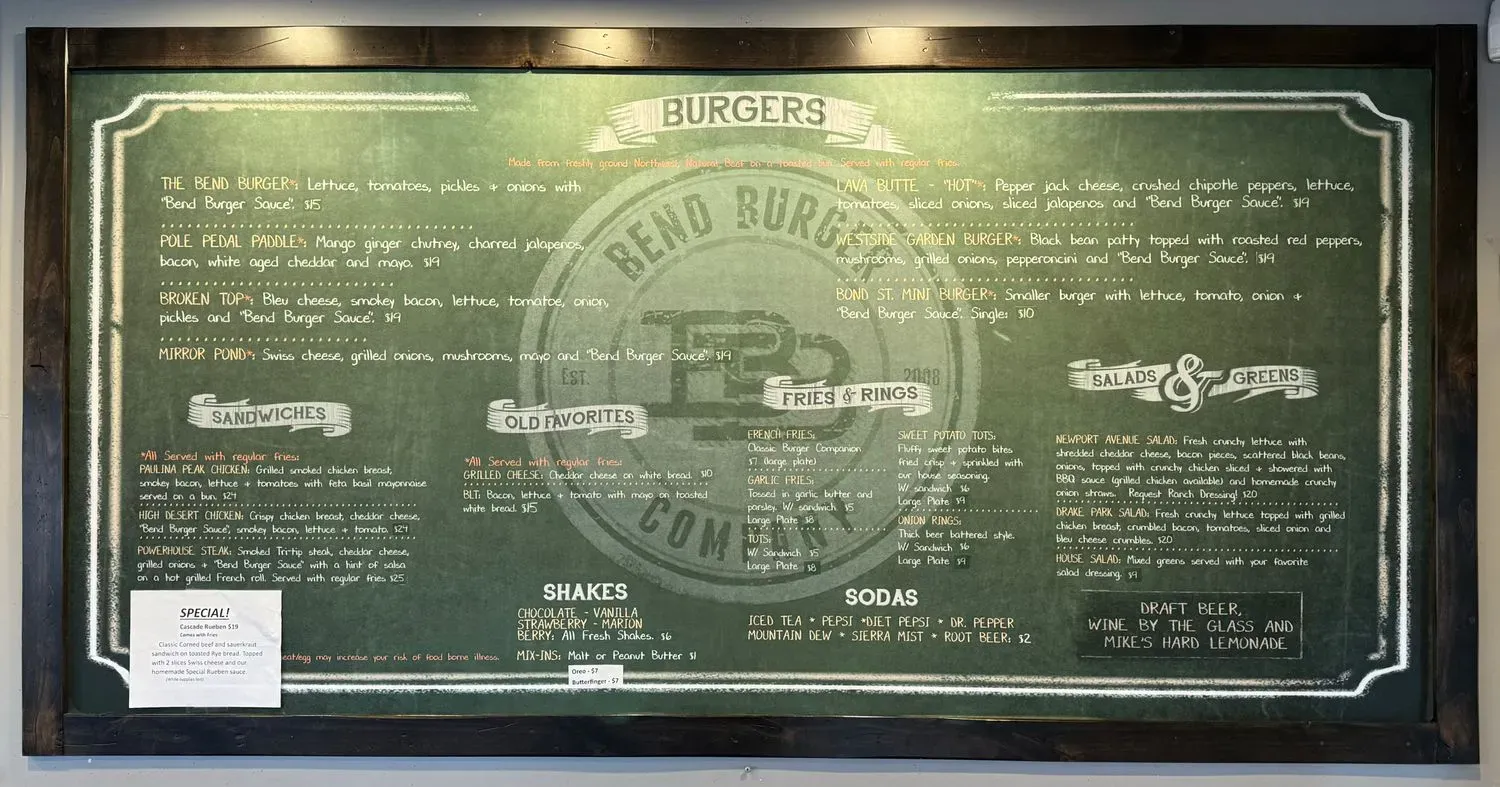 BURGERS
Made from freshly ground Northwest, Natural, Beef on a toasted bun. Served with regular fries.
THE BEND BURGER*: Lettuce, tomatoes, pickles + onions with
"Bend Burger Sauce". $15
POLE PEDAL PADDLE*: Mango ginger chutney, charred jalapenos,
bacon, white aged cheddar and mayo. $19
BROKEN TOP*: Bleu cheese, smokey bacon, lettuce, tomatoe, onion,
pickles and "Bend Burger Sauce". $19
MIRROR POND*: Swiss cheese, grilled onions, mushrooms, mayo and "Bend Burger Sauce". $19
LAVA BUTTE - "HOT"*: Pepper jack cheese, crushed chipotle peppers, lettuce,
tomatoes, sliced onions, sliced jalapenos and "Bend Burger Sauce". $19
WESTSIDE GARDEN BURGER*: Black bean patty topped with roasted red peppers,
mushrooms, grilled onions, pepperoncini and "Bend Burger Sauce". $19
BOND ST. MINI BURGER*: Smaller burger with lettuce, tomato, onion +
"Bend Burger Sauce". Single: $10
BEND BURGER
BB
EST. 2008
COMPANY
SANDWICHES
*All Served with regular fries:
PAULINA PEAK CHICKEN: Grilled smoked chicken breast,
smokey bacon, lettuce + tomatoes with feta basil mayonnaise
served on a bun. $24
HIGH DESERT CHICKEN: Crispy chicken breast, cheddar cheese,
"Bend Burger Sauce", smokey bacon, lettuce + tomato. $24
POWERHOUSE STEAK: Smoked Tri-tip steak, cheddar cheese,
grilled onions + "Bend Burger Sauce" with a hint of salsa
on a hot grilled French roll. Served with regular fries $25
SPECIAL!
Cascade Rueben $19
Comes with Fries
Classic Corned beef and sauerkraut
sandwich on toasted Rye bread. Topped
with 2 slices Swiss cheese and our
homemade Special Rueben sauce.
(While supplies last)
eat/egg may increase your risk of food borne illness.
OLD FAVORITES
*All Served with regular fries:
GRILLED CHEESE: Cheddar cheese on white bread. $10
BLT: Bacon, lettuce + tomato with mayo on toasted
white bread. $15
FRIES & RINGS
FRENCH FRIES:
Classic Burger Companion
$7 (large plate)
GARLIC FRIES:
Tossed in garlic butter and
parsley. W/ sandwich $5
Large Plate $8
TOTS:
W/ Sandwich $5
Large Plate $8
SWEET POTATO TOTS:
Fluffy sweet potato bites
fried crisp + sprinkled with
our house seasoning.
W/ sandwich $6
Large Plate $9
ONION RINGS:
Thick beer battered style.
W/ Sandwich $6
Large Plate $9
SALADS & GREENS
NEWPORT AVENUE SALAD: Fresh crunchy lettuce with
shredded cheddar cheese, bacon pieces, scattered black beans,
onions, topped with crunchy chicken sliced + showered with
BBQ sauce (grilled chicken available) and homemade crunchy
onion straws. Request Ranch Dressing! $20
DRAKE PARK SALAD: Fresh crunchy lettuce topped with grilled
chicken breast, crumbled bacon, tomatoes, sliced onion and
bleu cheese crumbles. $20
HOUSE SALAD: Mixed greens served with your favorite
salad dressing. $9
SHAKES
CHOCOLATE - VANILLA
STRAWBERRY - MARION
BERRY: All Fresh Shakes. $6
MIX-INS: Malt or Peanut Butter $1
Oreo - $7
Butterfinger - $7
SODAS
ICED TEA * PEPSI *DIET PEPSI * DR. PEPPER
MOUNTAIN DEW * SIERRA MIST * ROOT BEER: $2
DRAFT BEER,
WINE BY THE GLASS AND
MIKE'S HARD LEMONADE